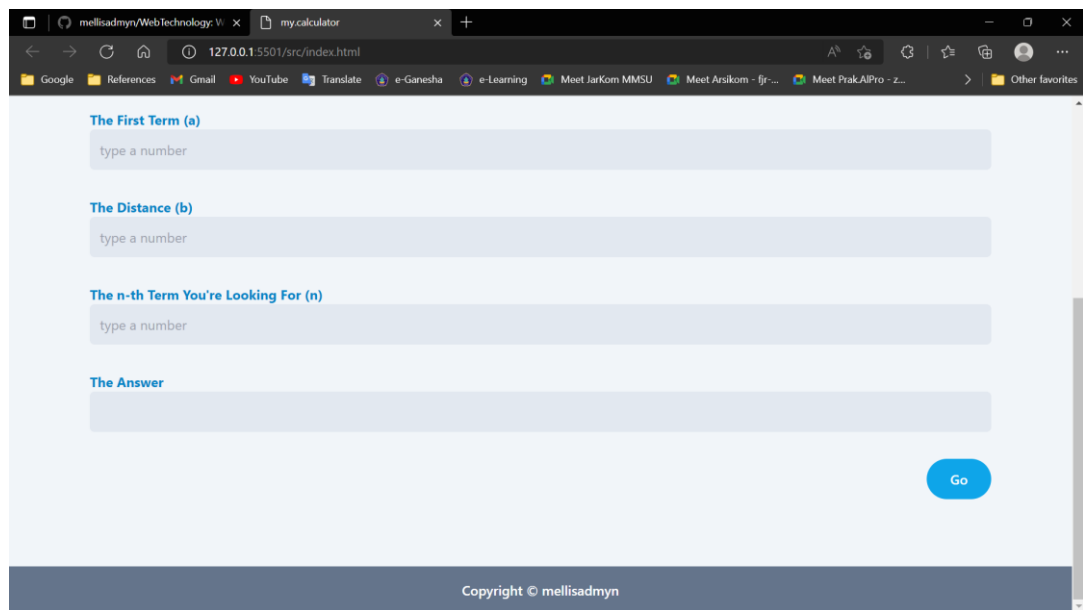 mellisadmyn/WebTechnology: W
my.calculator
127.0.0.1:5501/src/index.html
Google References Gmail YouTube Translate e-Ganesha e-Learning Meet JarKom MMSU Meet Arsikom - fjr-... Meet Prak.AlPro - z... Other favorites
The First Term (a)
type a number
The Distance (b)
type a number
The n-th Term You're Looking For (n)
type a number
The Answer
Go
Copyright © mellisadmyn